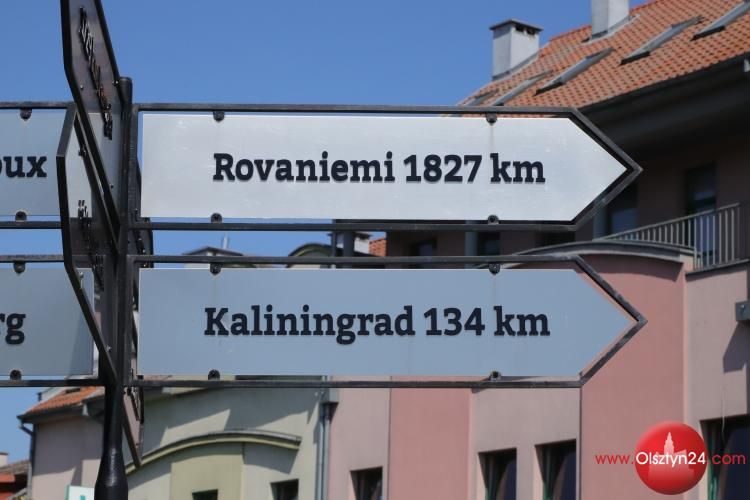 Rovaniemi 1827 km
Kaliningrad 134 km
www.Olsztyn24.com